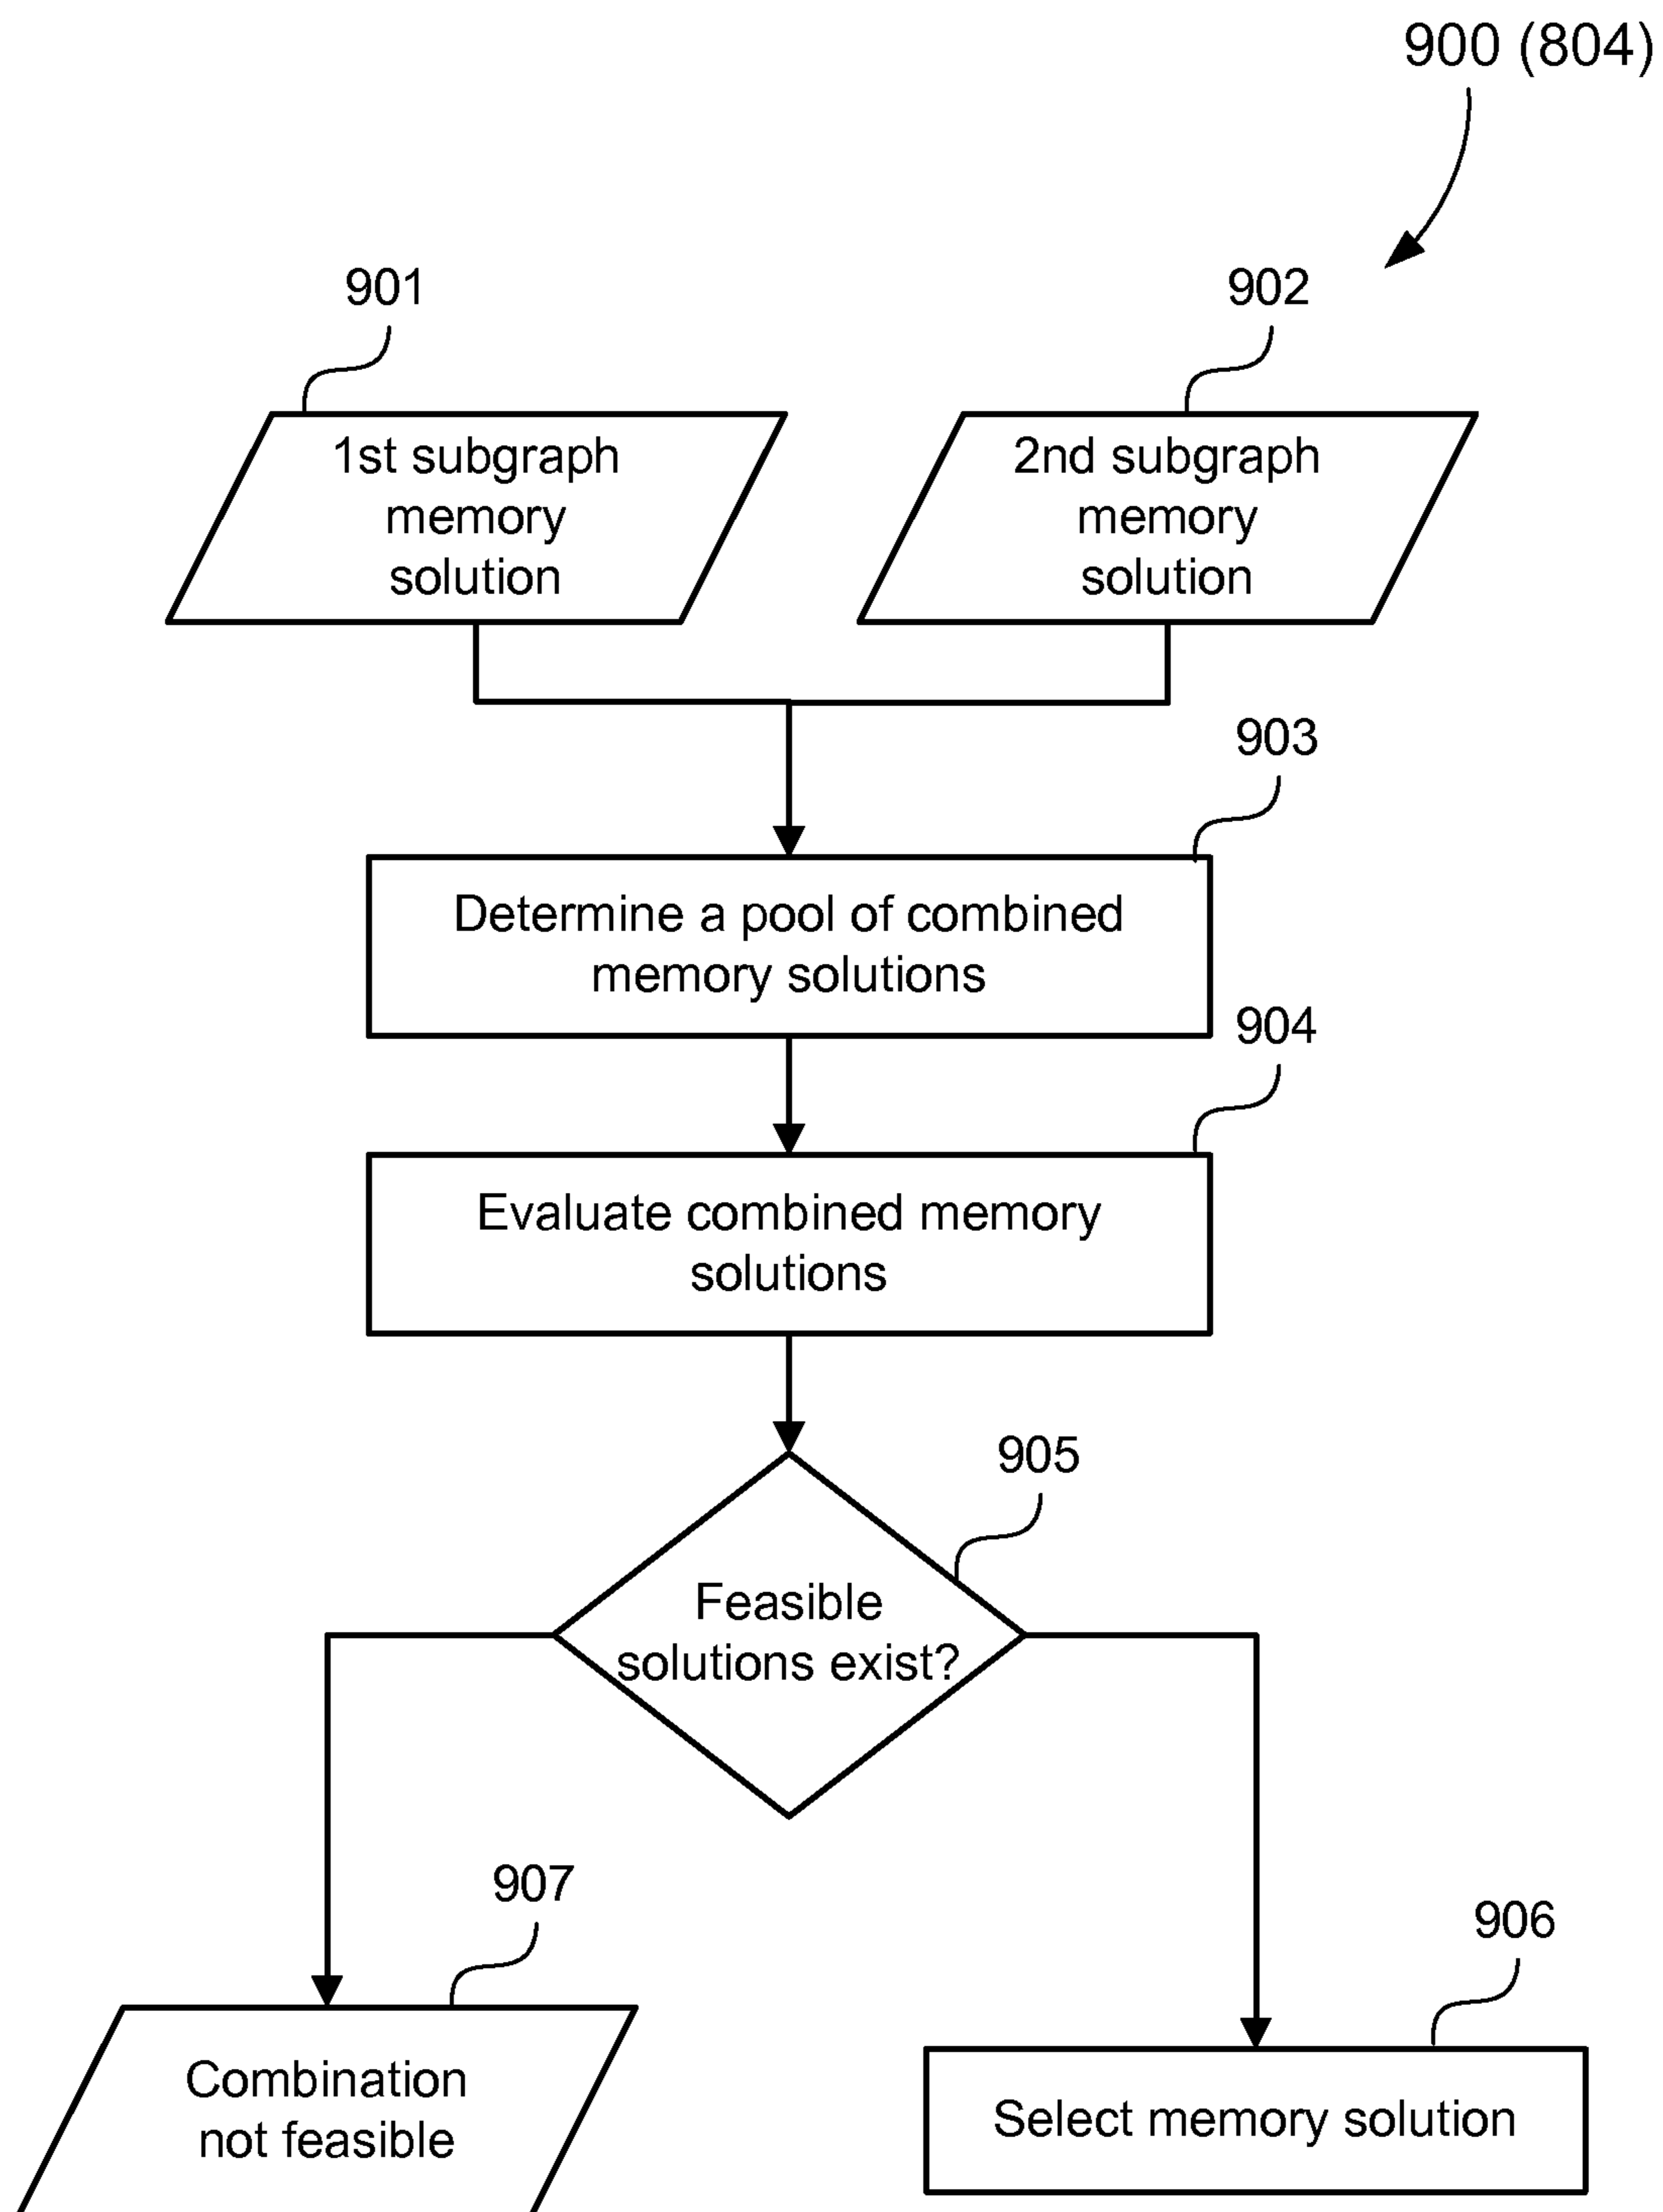 900 (804)
901
902
1st subgraph
memory
solution
2nd subgraph
memory
solution
903
Determine a pool of combined
memory solutions
904
Evaluate combined memory
solutions
905
Feasible
solutions exist?
907
906
Combination
not feasible
Select memory solution